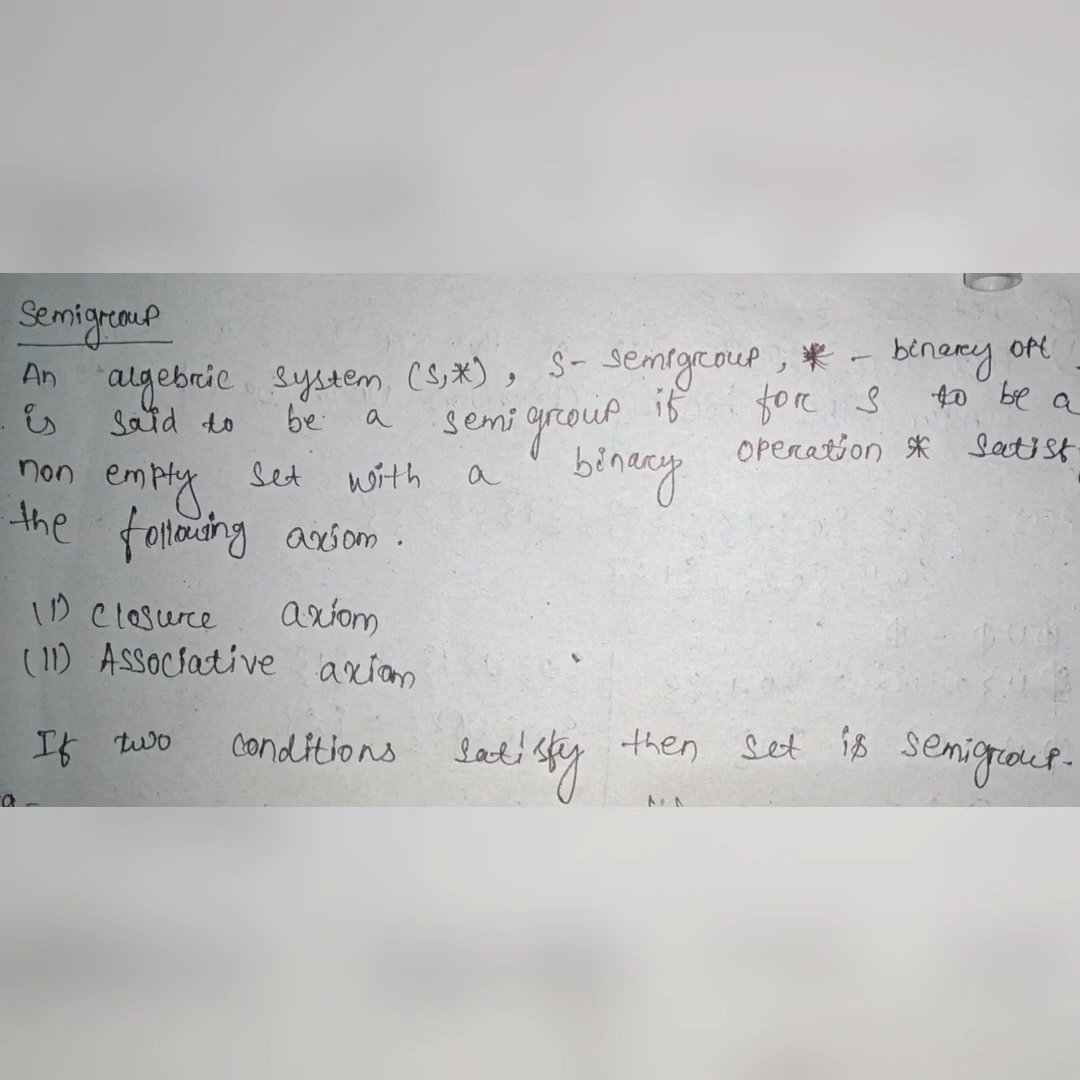 Semigroup
An algebric system (S,*), S- semigroup, * - binary opt
is said to be a semigroup if for S to be a
non empty set with a binary operation * satisf
the following axiom.
(I) Closure axiom
(II) Associative axiom
If two conditions satisfy then set is semigroup.